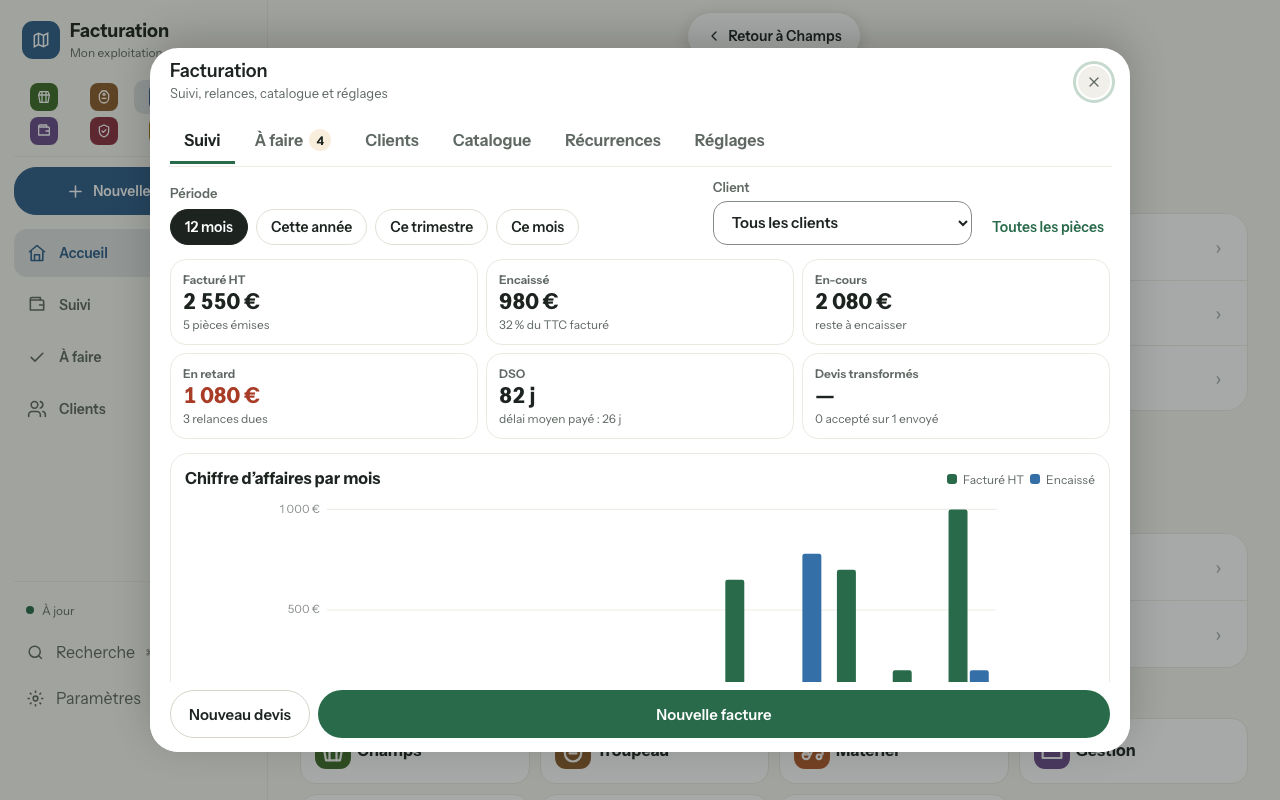 Facturation
Mon exploitation
Retour à Champs
Nouvelle
Accueil
Suivi
À faire
Clients
À jour
Recherche
Paramètres
Facturation
Suivi, relances, catalogue et réglages
Suivi
À faire 4
Clients
Catalogue
Récurrences
Réglages
Période
12 mois
Cette année
Ce trimestre
Ce mois
Client
Tous les clients
Toutes les pièces
Facturé HT
2 550 €
5 pièces émises
Encaissé
980 €
32 % du TTC facturé
En-cours
2 080 €
reste à encaisser
En retard
1 080 €
3 relances dues
DSO
82 j
délai moyen payé : 26 j
Devis transformés
—
0 accepté sur 1 envoyé
Chiffre d’affaires par mois
Facturé HT
Encaissé
1 000 €
500 €
Nouveau devis
Nouvelle facture
Champs
Troupeau
Matériel
Gestion